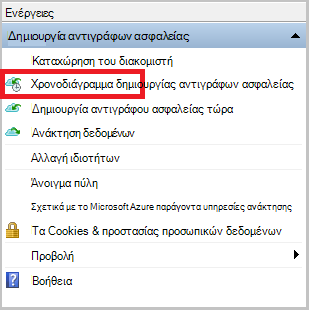 Ενέργειες
Δημιουργία αντιγράφων ασφαλείας
Καταχώρηση του διακομιστή
Χρονοδιάγραμμα δημιουργίας αντιγράφων ασφαλείας
Δημιουργία αντιγράφου ασφαλείας τώρα
Ανάκτηση δεδομένων
Αλλαγή ιδιοτήτων
Άνοιγμα πύλη
Σχετικά με το Microsoft Azure παράγοντα υπηρεσίες ανάκτησης
Τα Cookies & προστασίας προσωπικών δεδομένων
Προβολή
Βοήθεια